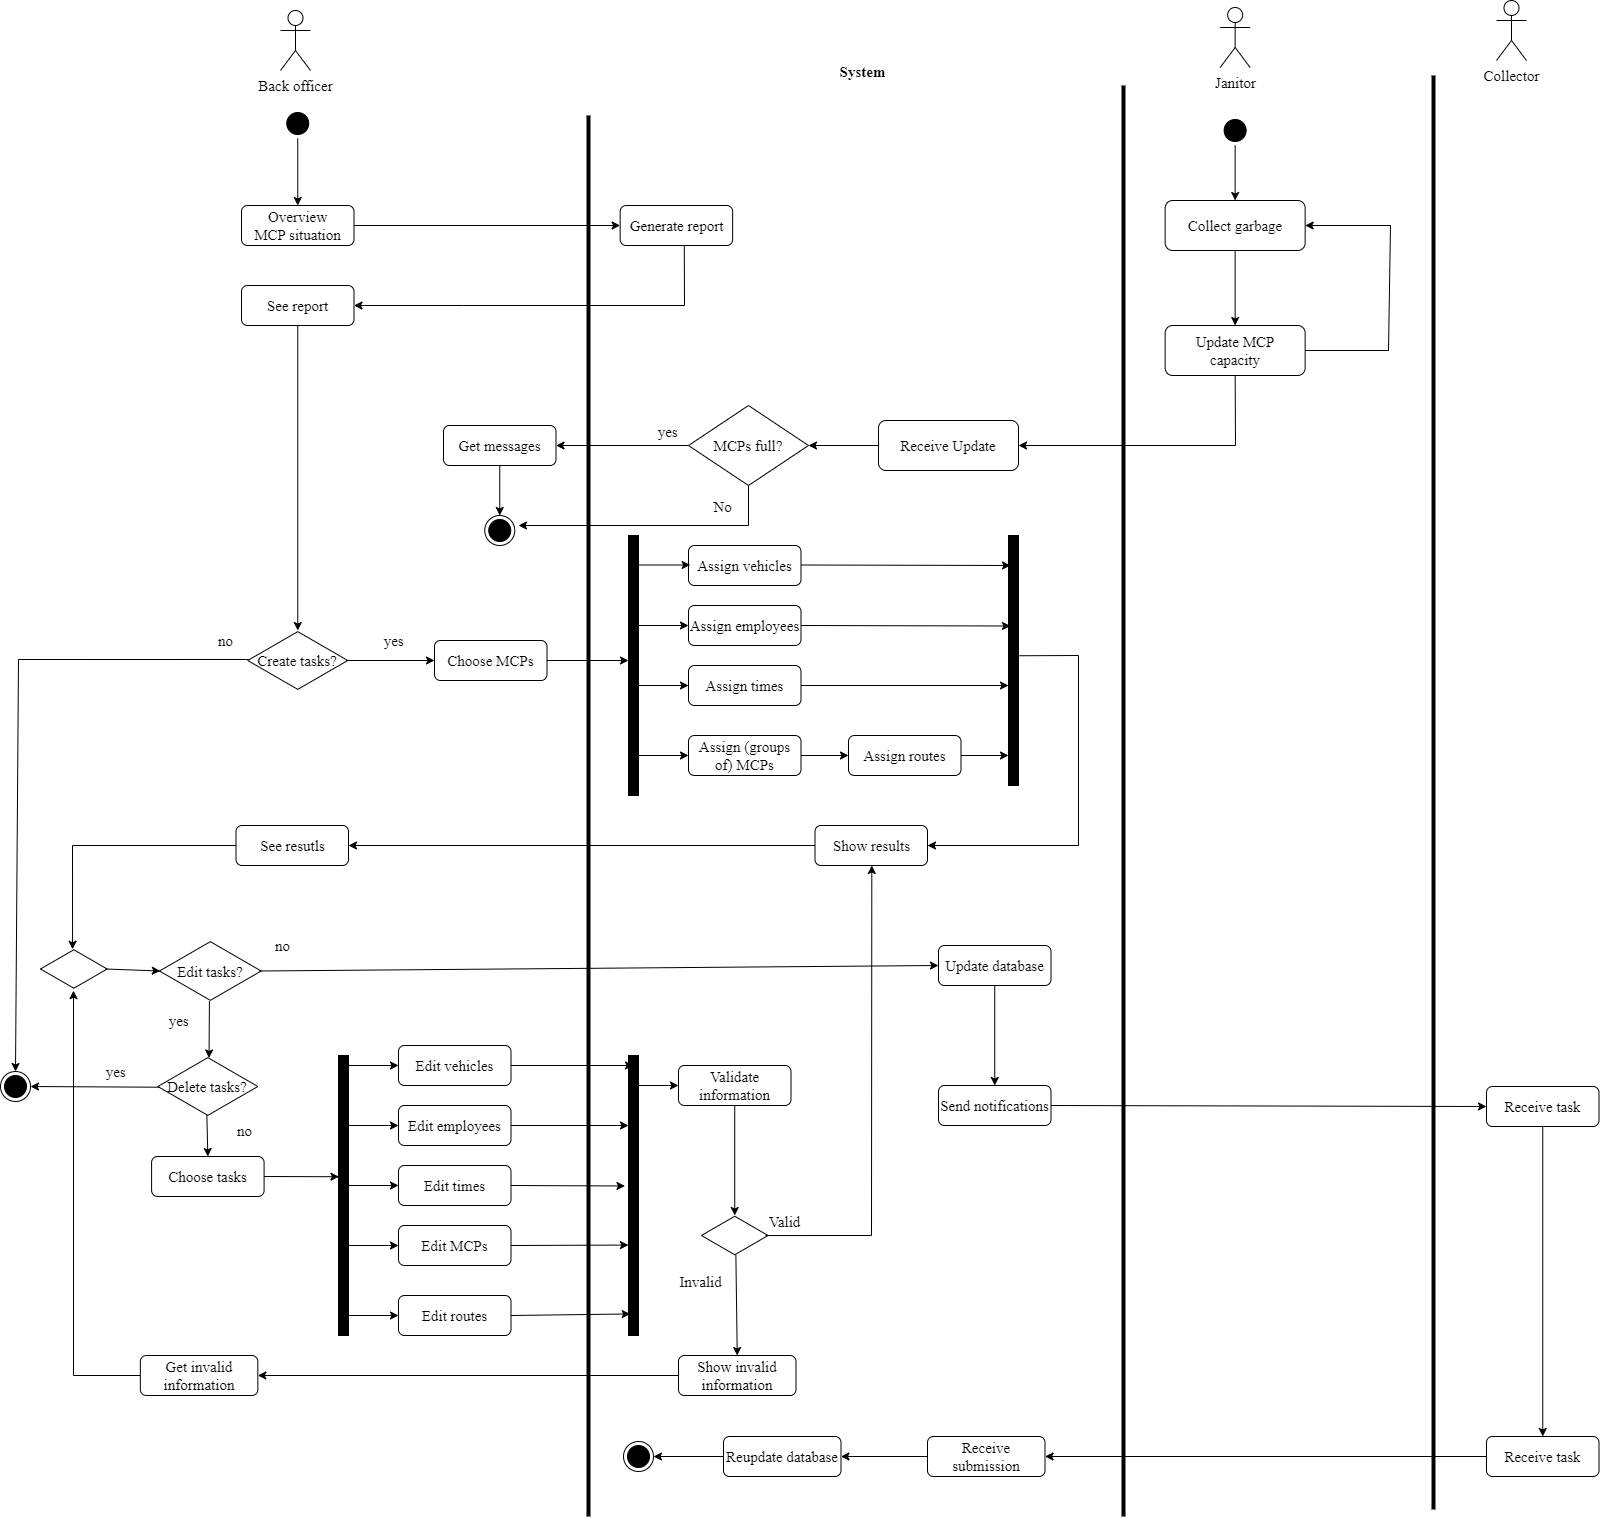 Back officer
System
Janitor
Collector
Overview
MCP situation
Generate report
Collect garbage
See report
Update MCP
capacity
Get messages
yes
MCPs full?
Receive Update
No
Assign vehicles
Assign employees
no
Create tasks?
yes
Choose MCPs
Assign times
Assign (groups
of) MCPs
Assign routes
See resutls
Show results
Edit tasks?
no
Update database
yes
yes
Delete tasks?
no
Choose tasks
Edit vehicles
Edit employees
Edit times
Edit MCPs
Edit routes
Validate
information
Send notifications
Receive task
Valid
Invalid
Get invalid
information
Show invalid
information
Reupdate database
Receive
submission
Receive task